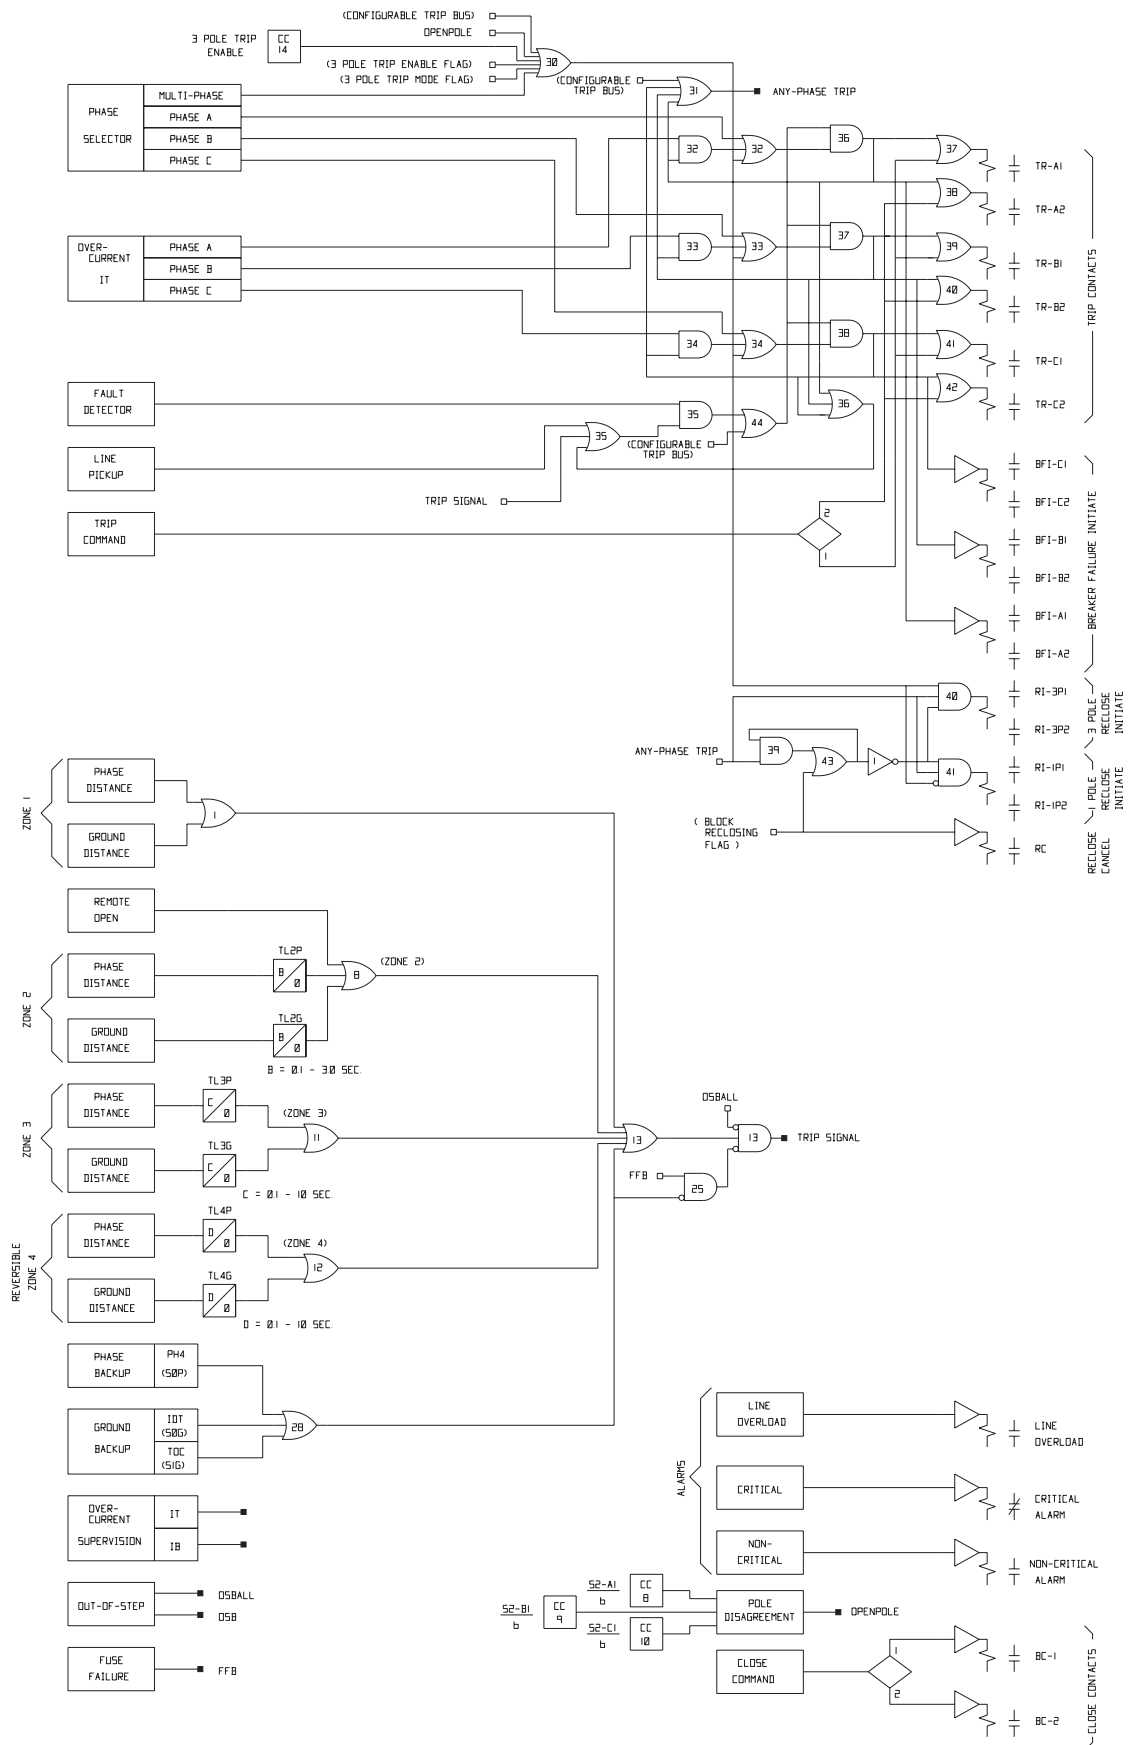 (CONFIGURABLE TRIP BUS)
OPENPOLE
3 POLE TRIP
ENABLE
CC
14
(3 POLE TRIP ENABLE FLAG)
(3 POLE TRIP MODE FLAG)
30
(CONFIGURABLE
TRIP BUS)
31
ANY-PHASE TRIP
PHASE
SELECTOR
MULTI-PHASE
PHASE A
PHASE B
PHASE C
32
32
36
37
TR-A1
38
TR-A2
OVER-
CURRENT
IT
PHASE A
PHASE B
PHASE C
33
33
37
39
TR-B1
40
TR-B2
34
34
38
41
TR-C1
42
TR-C2
TRIP CONTACTS
FAULT
DETECTOR
35
44
36
LINE
PICKUP
35
(CONFIGURABLE
TRIP BUS)
TRIP SIGNAL
TRIP
COMMAND
2
1
BFI-C1
BFI-C2
BFI-B1
BFI-B2
BFI-A1
BFI-A2
BREAKER FAILURE INITIATE
40
RI-3P1
RI-3P2
3 POLE
RECLOSE
INITIATE
ANY-PHASE TRIP
39
43
1
41
RI-1P1
RI-1P2
1 POLE
RECLOSE
INITIATE
( BLOCK
RECLOSING
FLAG )
RC
RECLOSE
CANCEL
ZONE 1
PHASE
DISTANCE
GROUND
DISTANCE
1
REMOTE
OPEN
ZONE 2
PHASE
DISTANCE
TL2P
B
0
8
(ZONE 2)
GROUND
DISTANCE
TL2G
B
0
B = 0.1 - 3.0 SEC.
ZONE 3
PHASE
DISTANCE
TL3P
C
0
(ZONE 3)
11
GROUND
DISTANCE
TL3G
C
0
C = 0.1 - 10 SEC.
13
OSBALL
13
TRIP SIGNAL
FFB
25
REVERSIBLE
ZONE 4
PHASE
DISTANCE
TL4P
D
0
(ZONE 4)
12
GROUND
DISTANCE
TL4G
D
0
D = 0.1 - 10 SEC.
PHASE
BACKUP
PH4
(50P)
GROUND
BACKUP
IOT
(50G)
TOC
(51G)
28
OVER-
CURRENT
SUPERVISION
IT
IB
OUT-OF-STEP
OSBALL
OSB
FUSE
FAILURE
FFB
ALARMS
LINE
OVERLOAD
LINE
OVERLOAD
CRITICAL
CRITICAL
ALARM
NON-
CRITICAL
NON-CRITICAL
ALARM
52-A1
b
CC
8
52-B1
b
CC
9
52-C1
b
CC
10
POLE
DISAGREEMENT
OPENPOLE
CLOSE
COMMAND
1
2
BC-1
BC-2
CLOSE CONTACTS